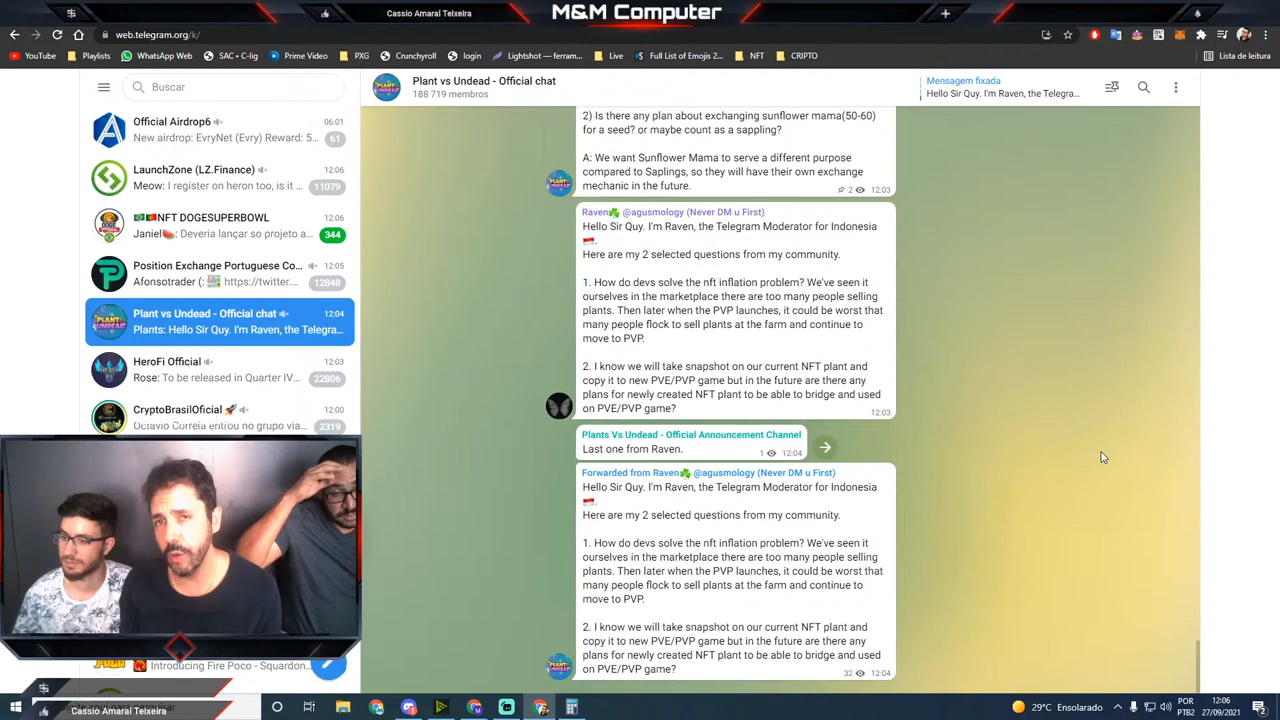 M&M Computer
Cassio Amaral Teixeira
web.telegram.org/k/
YouTube
Playlists
WhatsApp Web
SAC + C-lig
Prime Video
PXG
Crunchyroll
login
Lightshot — ferram...
Live
Full List of Emojis...
NFT
CRIPTO
Lista de leitura
Buscar
Plant vs Undead - Official chat
188 719 membros
Mensagem fixada
Hello Sir Quy. I'm Raven, the Telegra...
Official Airdrop6
06:01
New airdrop: EvryNet (Evry) Reward: 5...
61
LaunchZone (LZ.Finance)
12:06
Meow: I register on heron too, is it ...
11079
NFT DOGESUPERBOWL
12:06
Janiel🍉: Deveria lançar so projeto a...
344
Position Exchange Portuguese Co...
12:05
Afonsotrader (: https://twitter....
12848
Plant vs Undead - Official chat
12:04
Plants: Hello Sir Quy. I'm Raven, the Telegra...
HeroFi Official
12:03
Rose: To be released in Quarter IV...
22806
CryptoBrasilOficial 🚀
12:00
Octavio Correia entrou no grupo via...
2319
Introducing Fire Poco - Squardon...
2) Is there any plan about exchanging sunflower mama(50-60)
for a seed? or maybe count as a sappling?
A: We want Sunflower Mama to serve a different purpose
compared to Saplings, so they will have their own exchange
mechanic in the future.
2 12:03
Raven☘️ @agusmology (Never DM u First)
Hello Sir Quy. I'm Raven, the Telegram Moderator for Indonesia
🇮🇩.
Here are my 2 selected questions from my community.
1. How do devs solve the nft inflation problem? We've seen it
ourselves in the marketplace there are too many people selling
plants. Then later when the PVP launches, it could be worst that
many people flock to sell plants at the farm and continue to
move to PVP.
2. I know we will take snapshot on our current NFT plant and
copy it to new PVE/PVP game but in the future are there any
plans for newly created NFT plant to be able to bridge and used
on PVE/PVP game?
12:03
Plants Vs Undead - Official Announcement Channel
Last one from Raven.
1 12:04
Forwarded from Raven☘️ @agusmology (Never DM u First)
Hello Sir Quy. I'm Raven, the Telegram Moderator for Indonesia
🇮🇩.
Here are my 2 selected questions from my community.
1. How do devs solve the nft inflation problem? We've seen it
ourselves in the marketplace there are too many people selling
plants. Then later when the PVP launches, it could be worst that
many people flock to sell plants at the farm and continue to
move to PVP.
2. I know we will take snapshot on our current NFT plant and
copy it to new PVE/PVP game but in the future are there any
plans for newly created NFT plant to be able to bridge and used
on PVE/PVP game?
32 12:04
Cassio Amaral Teixeira
29°C Ensolarado
POR
PTB2
12:06
27/09/2021
2